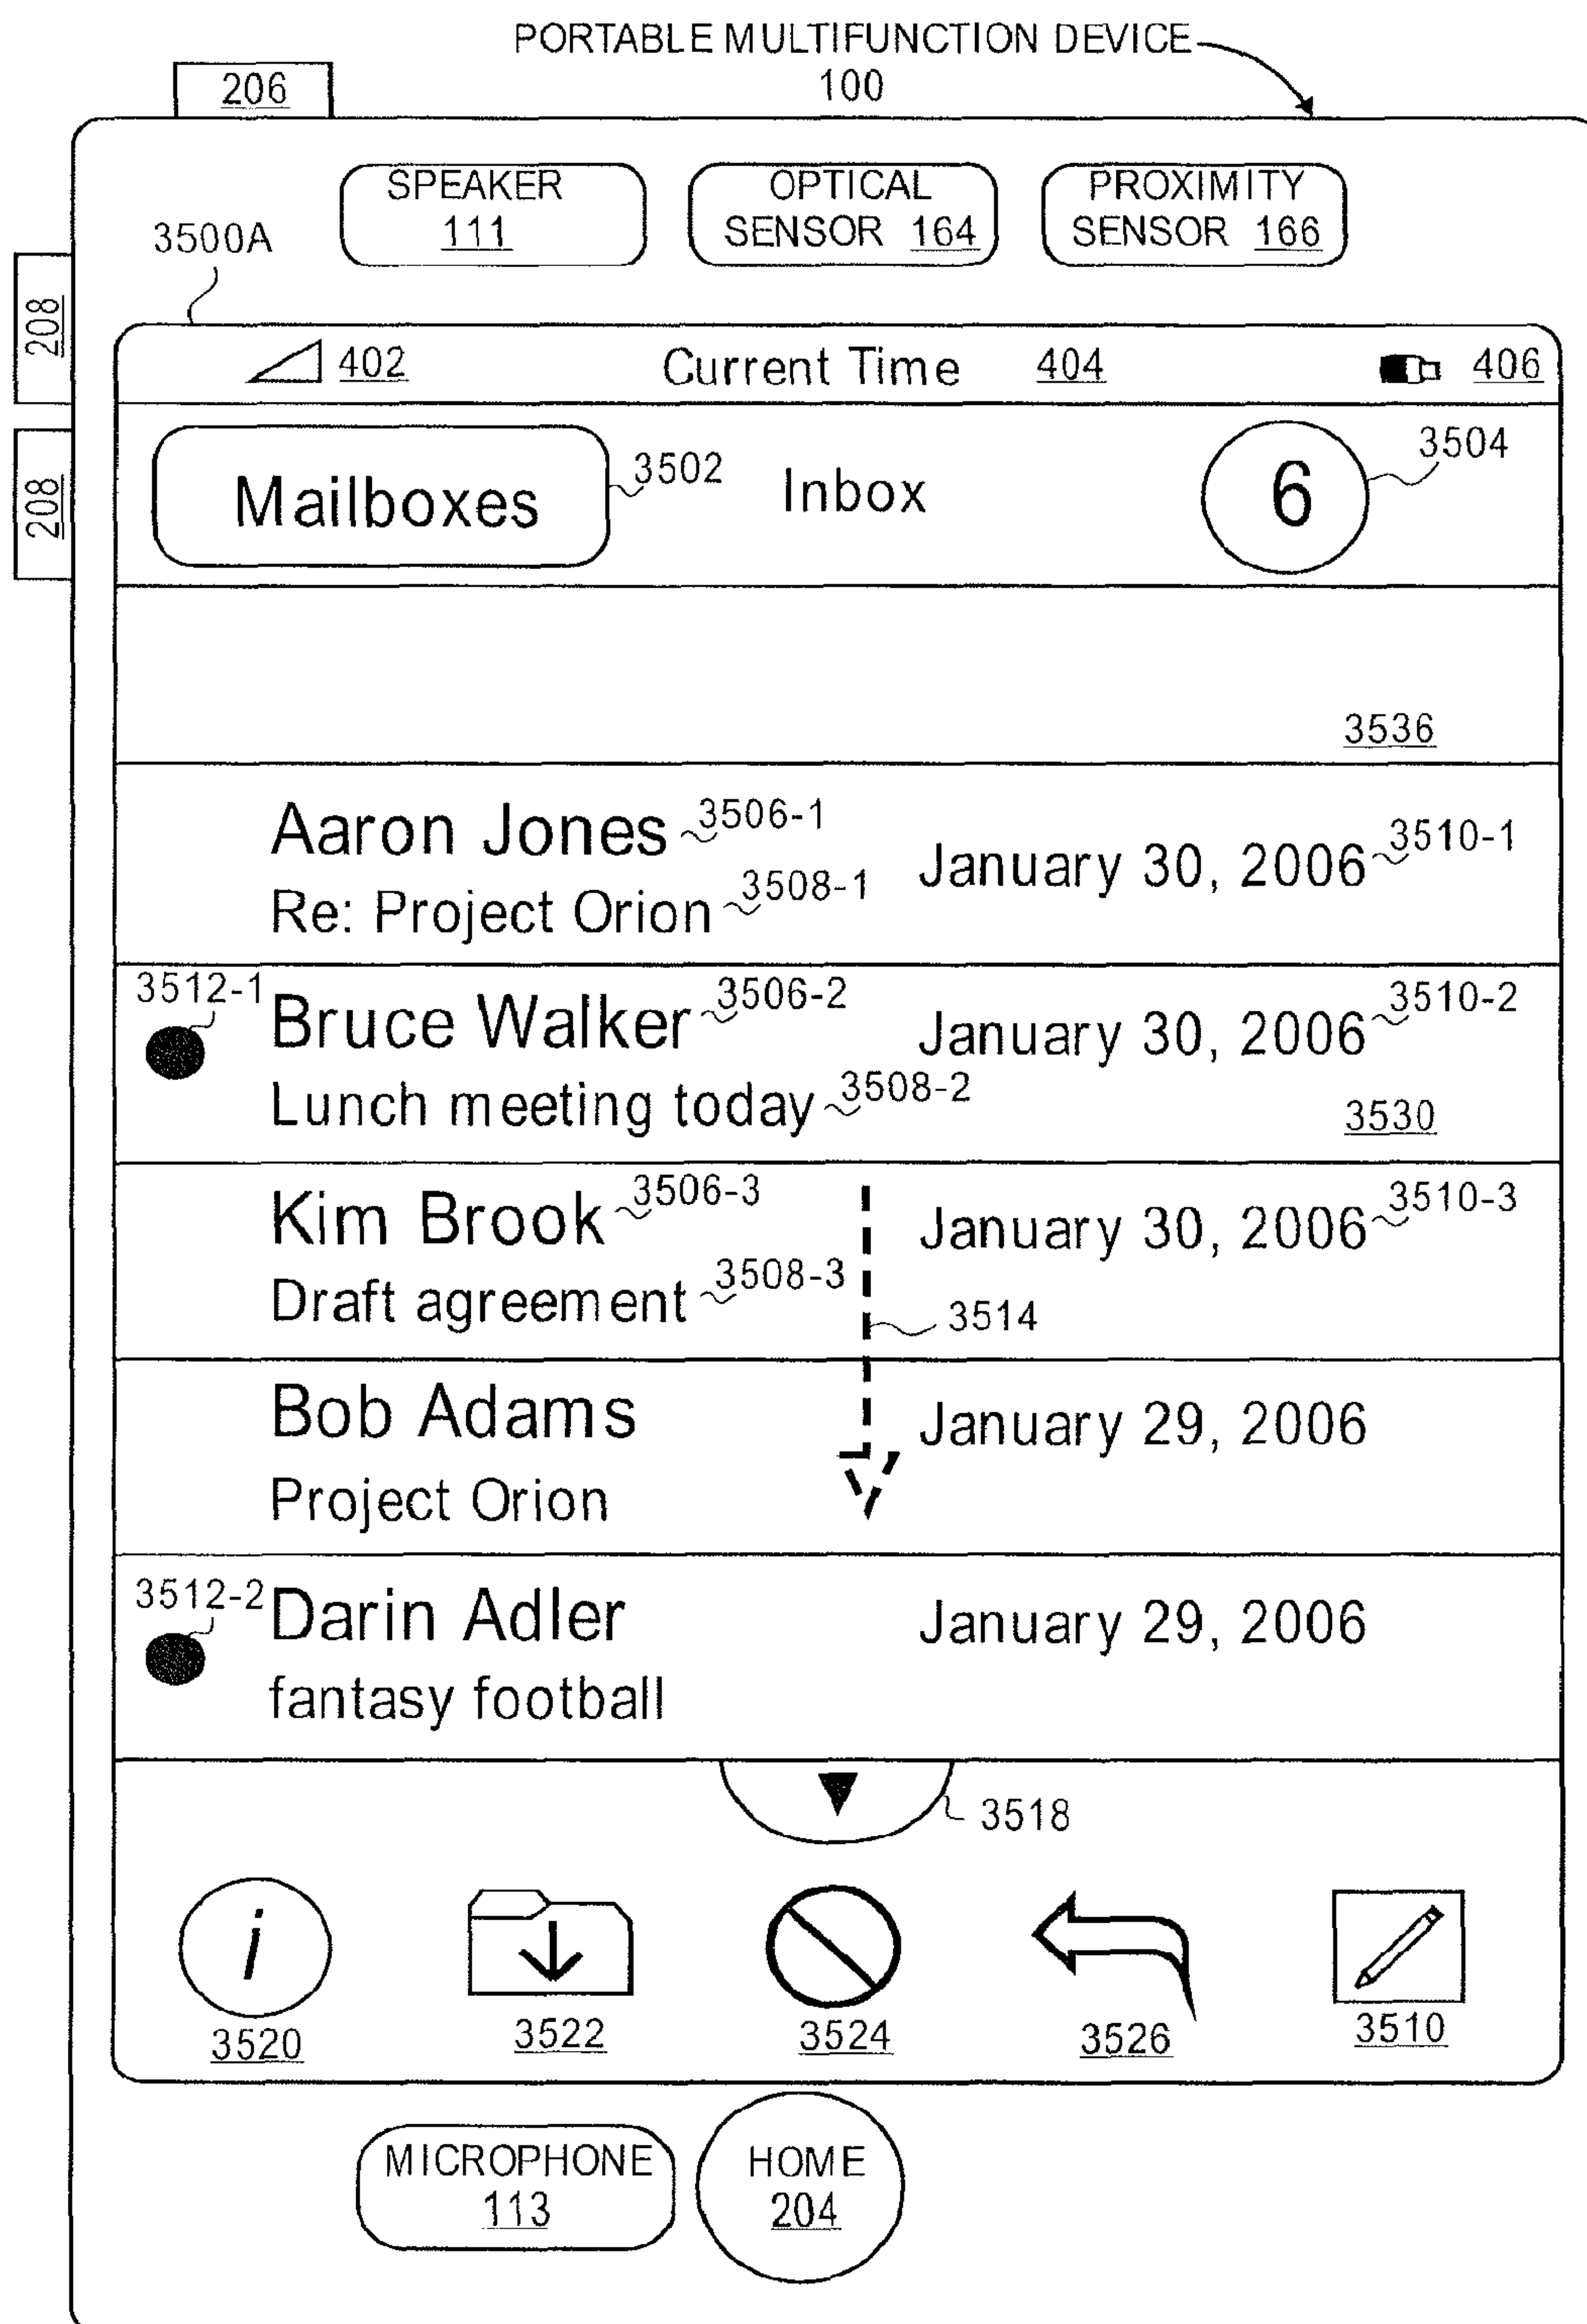 PORTABLE MULTIFUNCTION DEVICE
100
206
SPEAKER
111
OPTICAL
SENSOR 164
PROXIMITY
SENSOR 166
3500A
208
208
402 Current Time 404 406
Mailboxes 3502 Inbox 6 3504
3536
Aaron Jones 3506-1
January 30, 2006 3510-1
Re: Project Orion 3508-1
3512-1 Bruce Walker 3506-2
January 30, 2006 3510-2
Lunch meeting today 3508-2
3530
Kim Brook 3506-3
January 30, 2006 3510-3
Draft agreement 3508-3
3514
Bob Adams January 29, 2006
Project Orion
3512-2 Darin Adler January 29, 2006
fantasy football
3518
i
3520 3522 3524 3526 3510
MICROPHONE
113
HOME
204